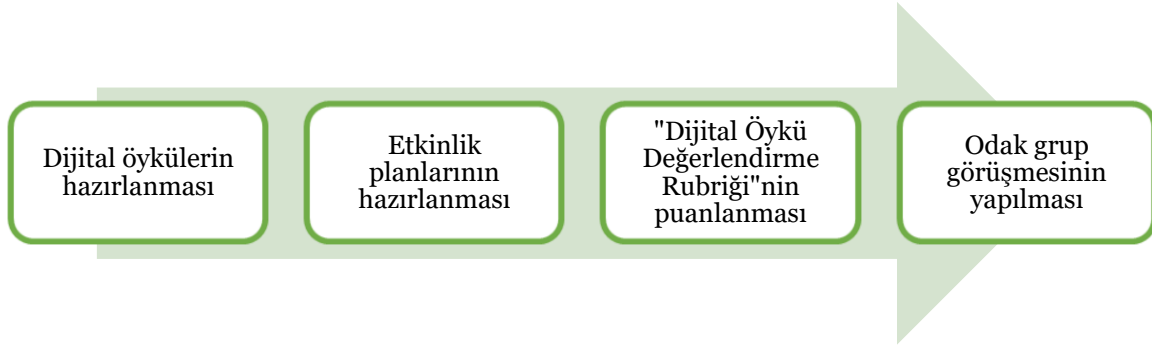 Dijital öykülerin
hazırlanması
Etkinlik
planlarının
hazırlanması
"Dijital Öykü
Değerlendirme
Rubriği"nin
puanlanması
Odak grup
görüşmesinin
yapılması